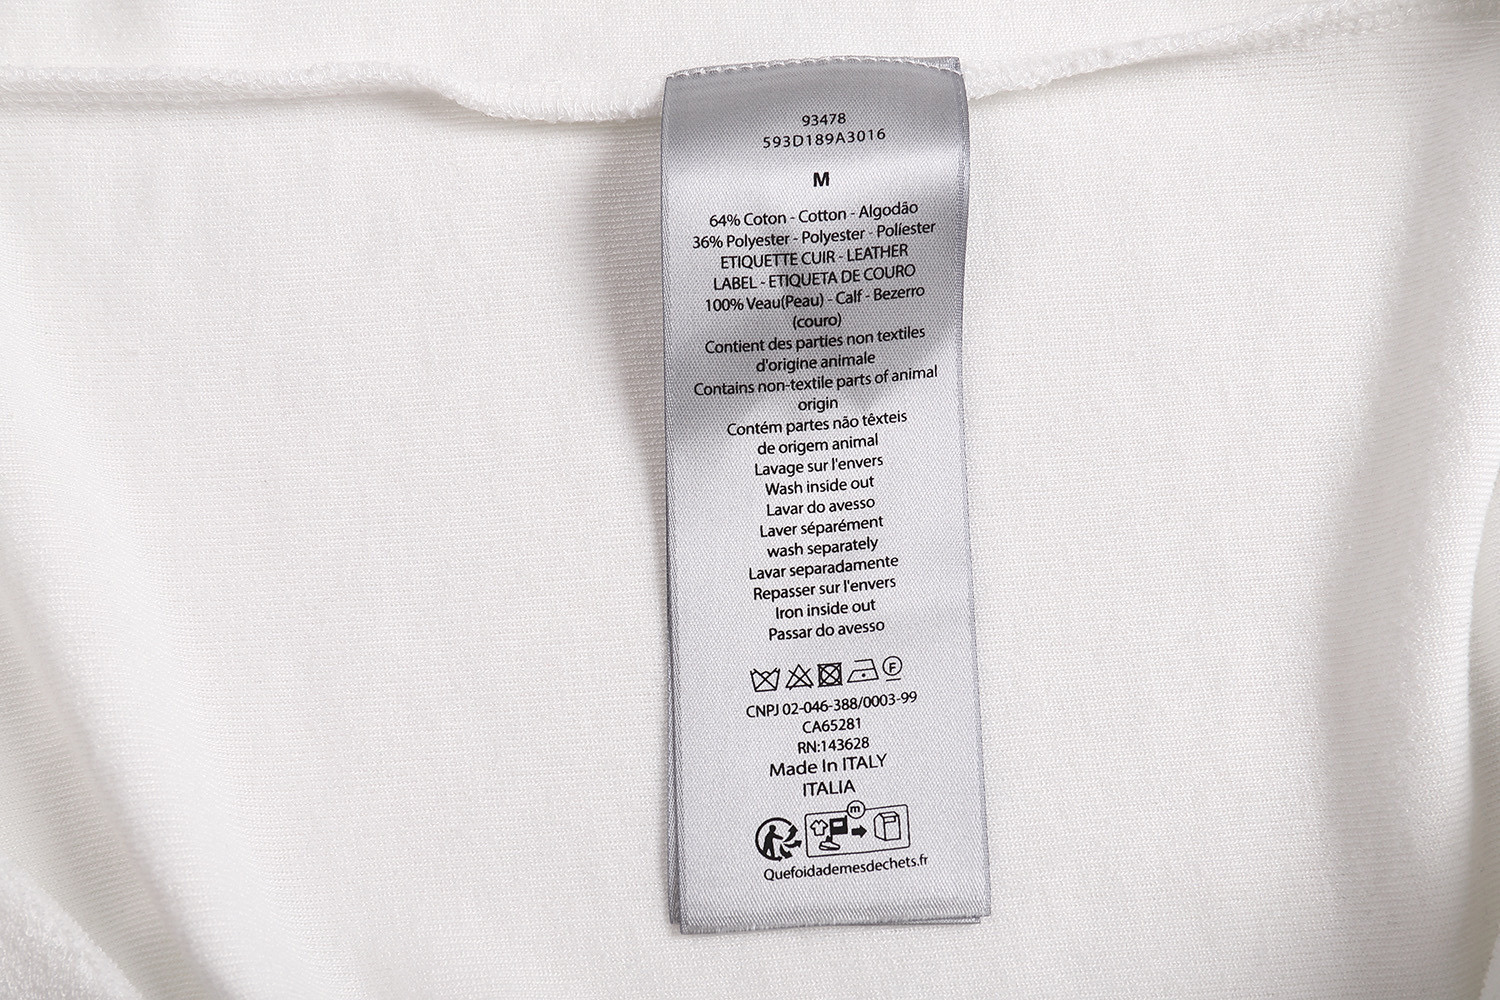 93478
593D189A3016
M
64% Coton - Cotton - Algodâo
36% Polyester - Polyester - Políester
ETIQUETTE CUIR - LEATHER
LABEL - ETIQUETA DE COURO
100% Veau(Peau) - Calf - Bezerro
(couro)
Contient des parties non textiles
d'origine animale
Contains non-textile parts of animal
origin
Contém partes não têxteis
de origem animal
Lavage sur l'envers
Wash inside out
Lavar do avesso
Laver séparément
wash separately
Lavar separadamente
Repasser sur l'envers
Iron inside out
Passar do avesso
F
CNPJ 02-046-388/0003-99
CA65281
RN:143628
Made In ITALY
ITALIA
m
Quefoidademesdechets.fr